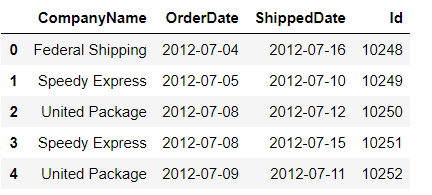 CompanyName OrderDate ShippedDate Id
0 Federal Shipping 2012-07-04 2012-07-16 10248
1 Speedy Express 2012-07-05 2012-07-10 10249
2 United Package 2012-07-08 2012-07-12 10250
3 Speedy Express 2012-07-08 2012-07-15 10251
4 United Package 2012-07-09 2012-07-11 10252